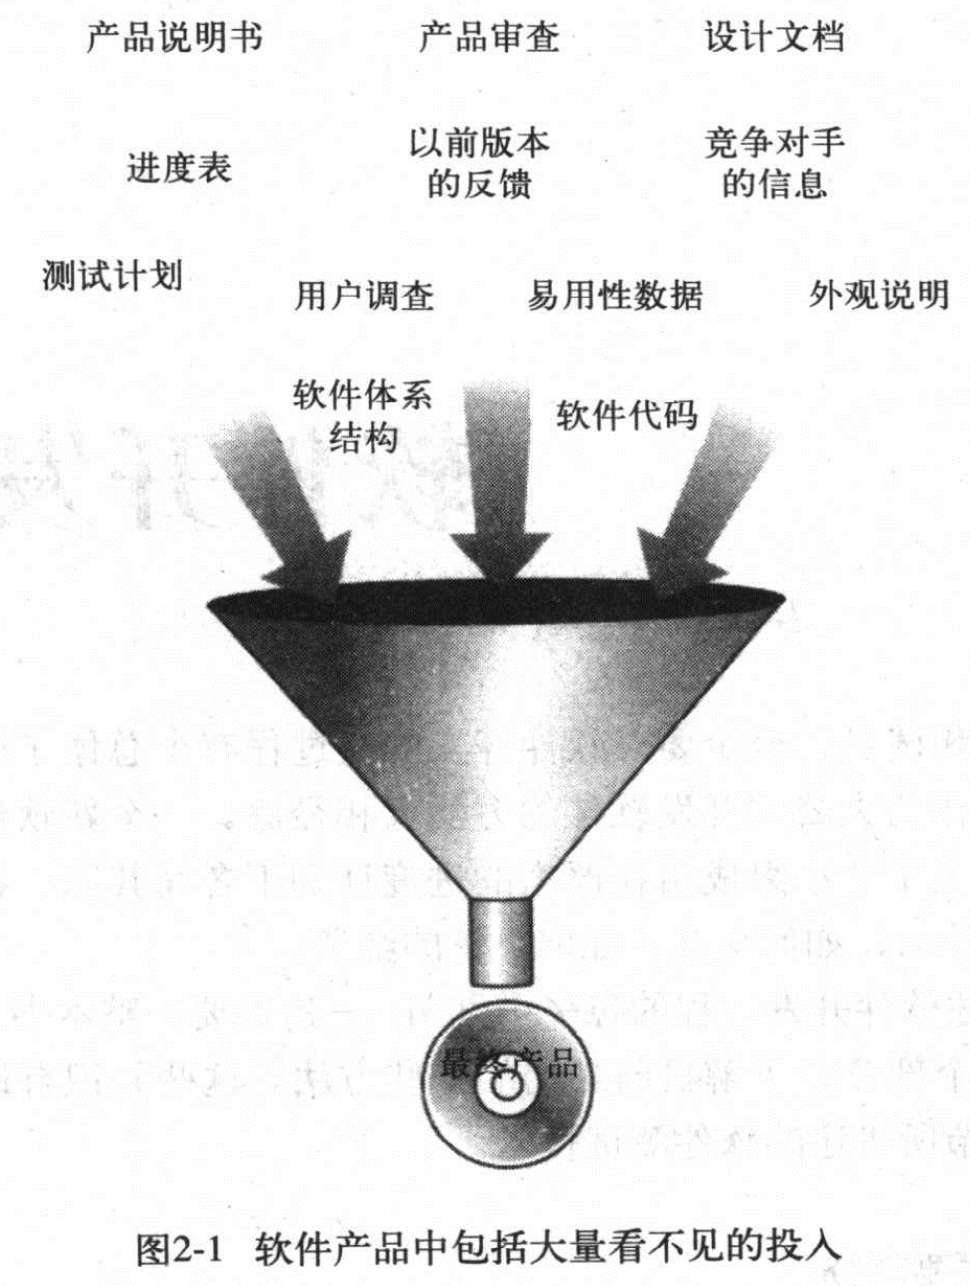 产品说明书 产品审查 设计文档
进度表
以前版本
的反馈
竞争对手
的信息
测试计划
用户调查 易用性数据 外观说明
软件体系
结构
软件代码
最终产品
图2-1 软件产品中包括大量看不见的投入